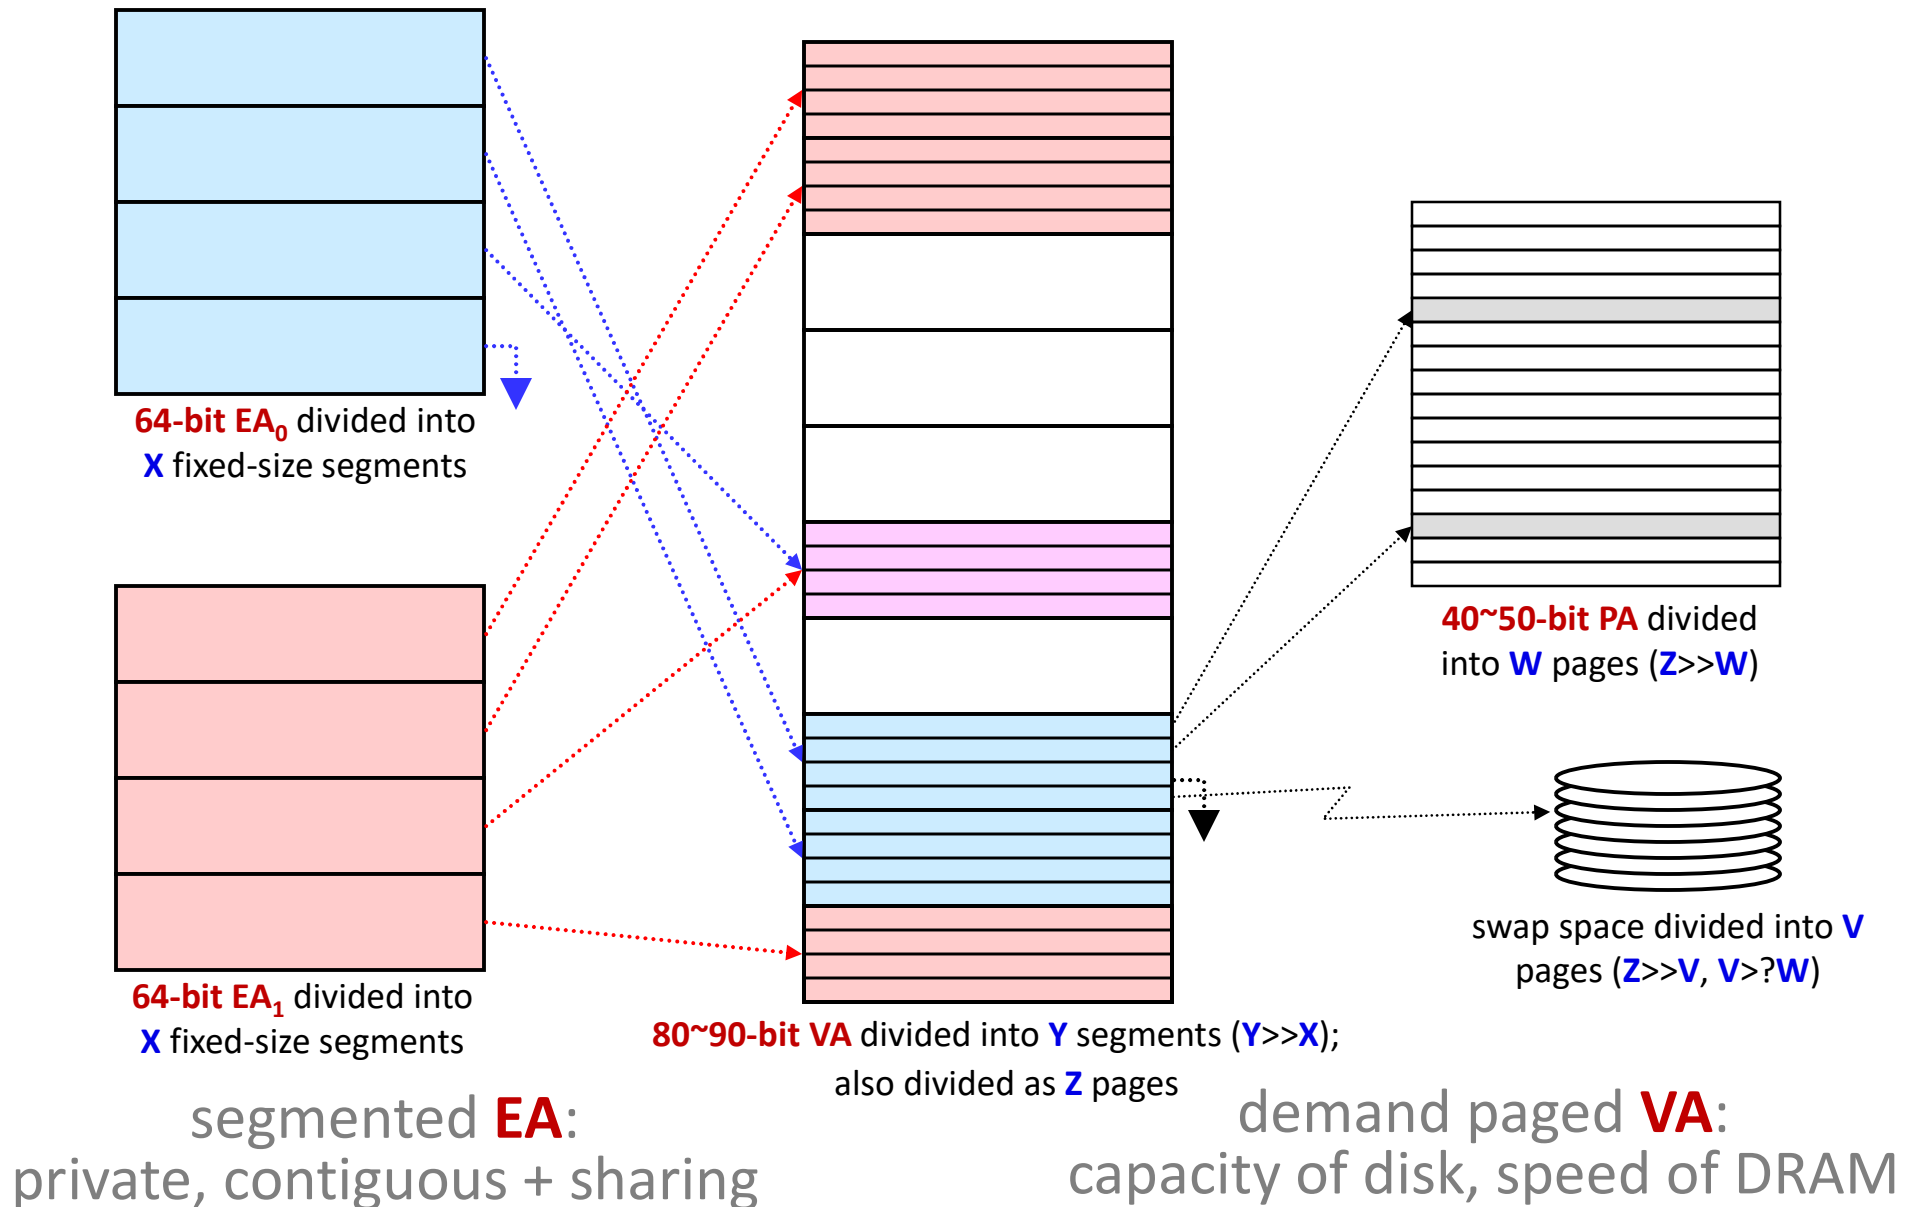 64-bit EA₀ divided into
X fixed-size segments
64-bit EA₁ divided into
X fixed-size segments
80~90-bit VA divided into Y segments (Y>>X);
also divided as Z pages
40~50-bit PA divided
into W pages (Z>>W)
swap space divided into V
pages (Z>>V, V>?W)
segmented EA:
private, contiguous + sharing
demand paged VA:
capacity of disk, speed of DRAM